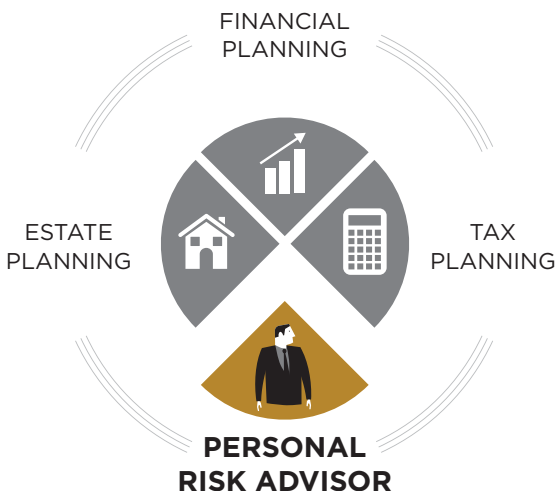 FINANCIAL
PLANNING
ESTATE
PLANNING
TAX
PLANNING
PERSONAL
RISK ADVISOR